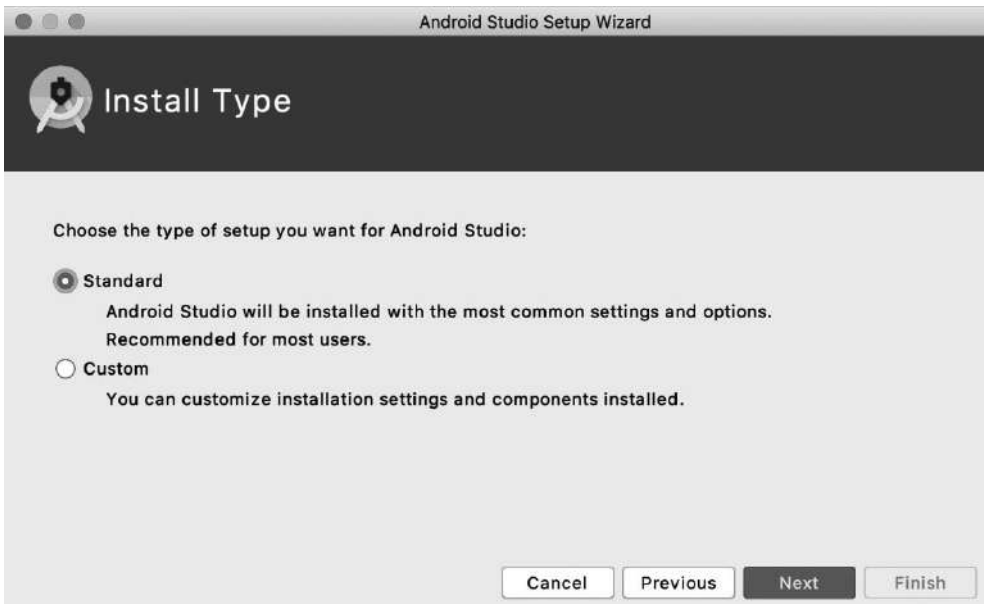 Android Studio Setup Wizard
Install Type
Choose the type of setup you want for Android Studio:
Standard
Android Studio will be installed with the most common settings and options.
Recommended for most users.
Custom
You can customize installation settings and components installed.
Cancel Previous Next Finish